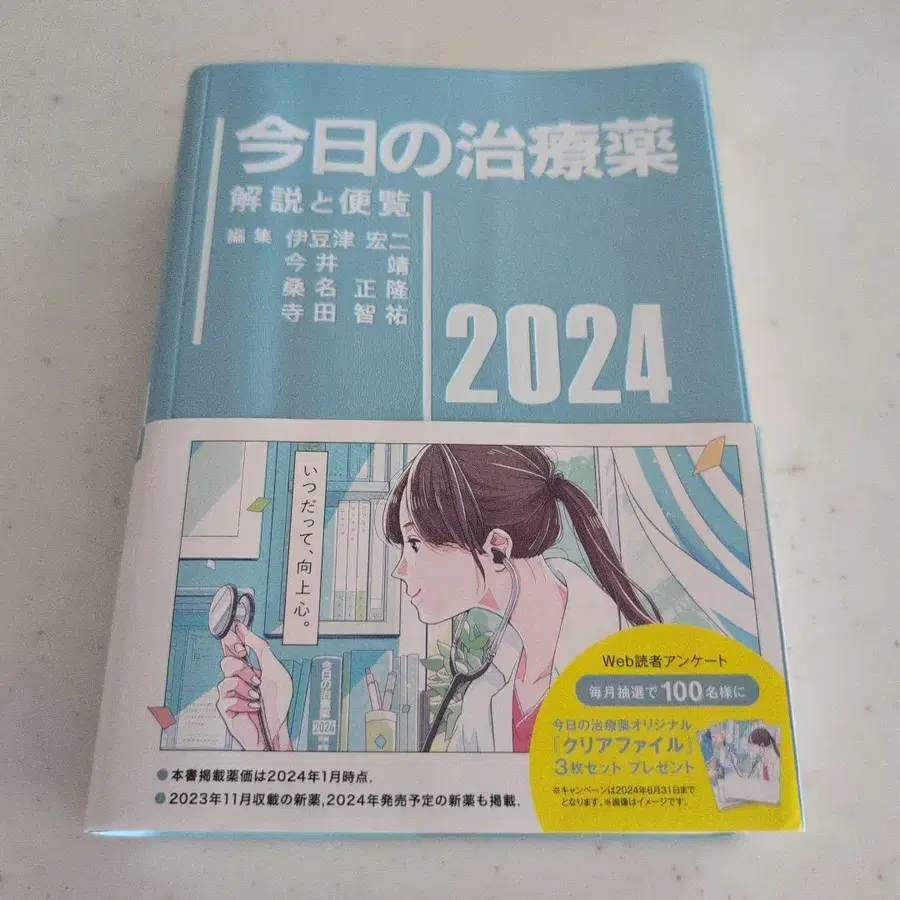 今日の治療薬
解説と便覧
編集 伊豆津 宏二
今井 靖
桑名 正隆
寺田 智祐
2024
いつだって、向上心。
今日の治療薬
2024
Web読者アンケート
毎月抽選で100名様に
今日の治療薬オリジナル
「クリアファイル」
3枚セット プレゼント
※キャンペーンは2024年8月31日まで
となります。※画像はイメージです。
●本書掲載薬価は2024年1月時点.
●2023年11月収載の新薬,2024年発売予定の新薬も掲載.